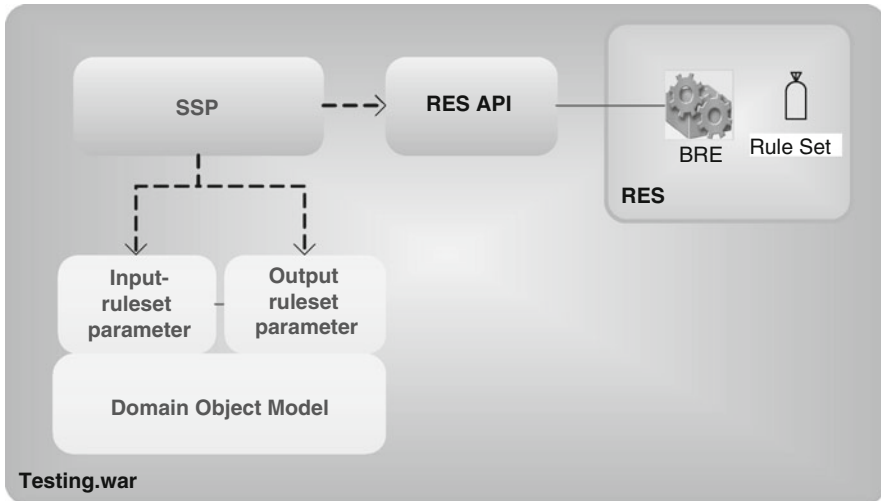 SSP
RES API
BRE
Rule Set
RES
Input-
ruleset
parameter
Output
ruleset
parameter
Domain Object Model
Testing.war